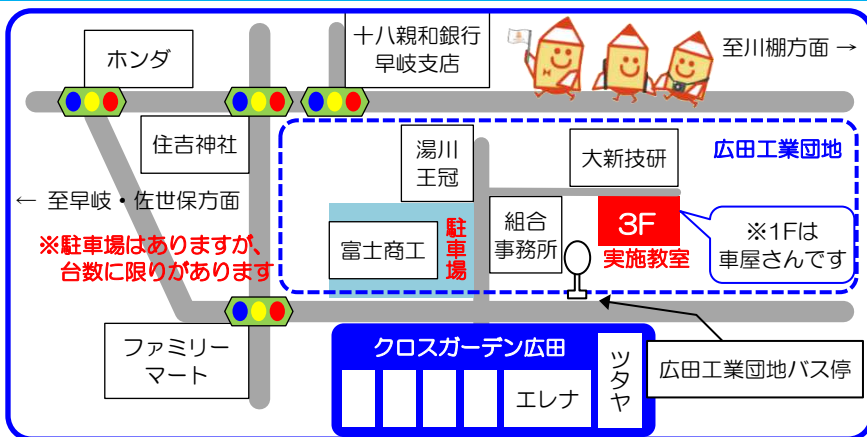 ホンダ
十八親和銀行
早岐支店
至川棚方面 →
住吉神社
湯川
王冠
大新技研
広田工業団地
← 至早岐・佐世保方面
※駐車場はありますが、
台数に限りがあります
富士商工
駐車場
組合
事務所
3F
実施教室
※1Fは
車屋さんです
ファミリー
マート
クロスガーデン広田
エレナ
ツタヤ
広田工業団地バス停